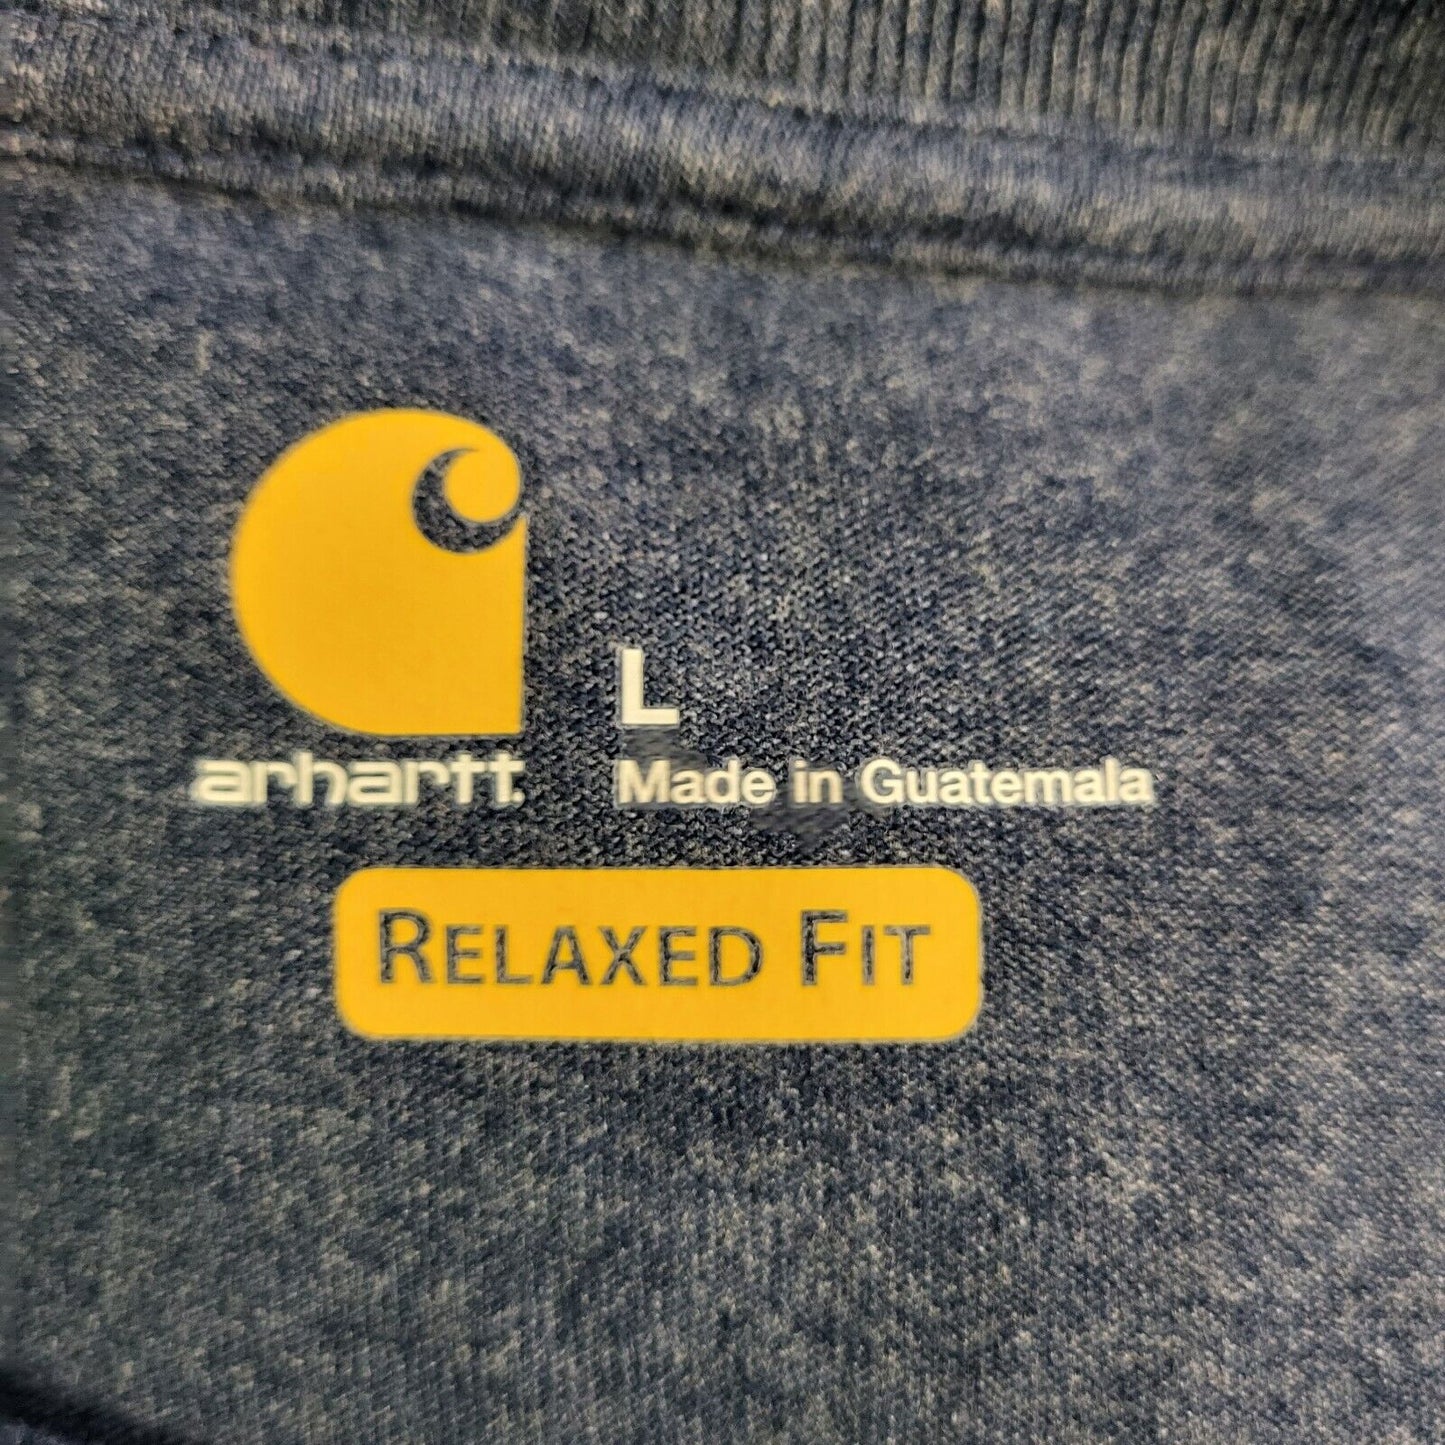 L
arhartt.
Made in Guatemala
RELAXED FIT